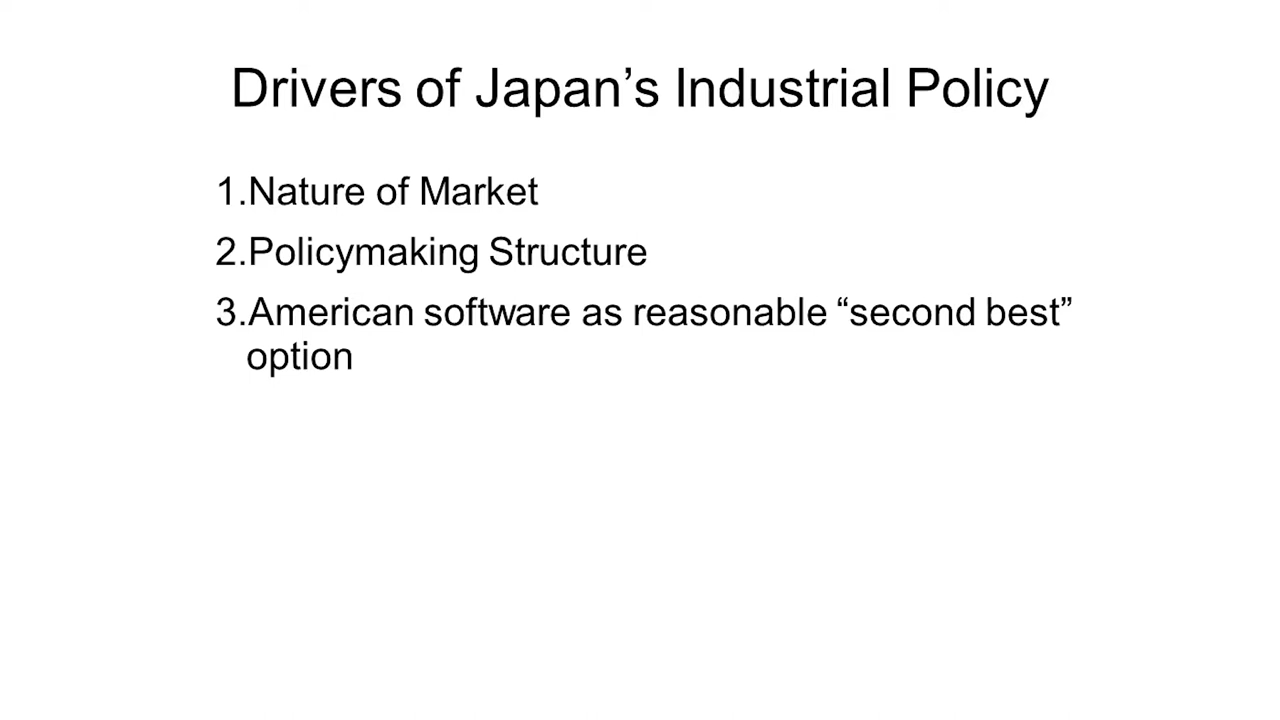 Drivers of Japan’s Industrial Policy
1.Nature of Market
2.Policymaking Structure
3.American software as reasonable “second best”
option